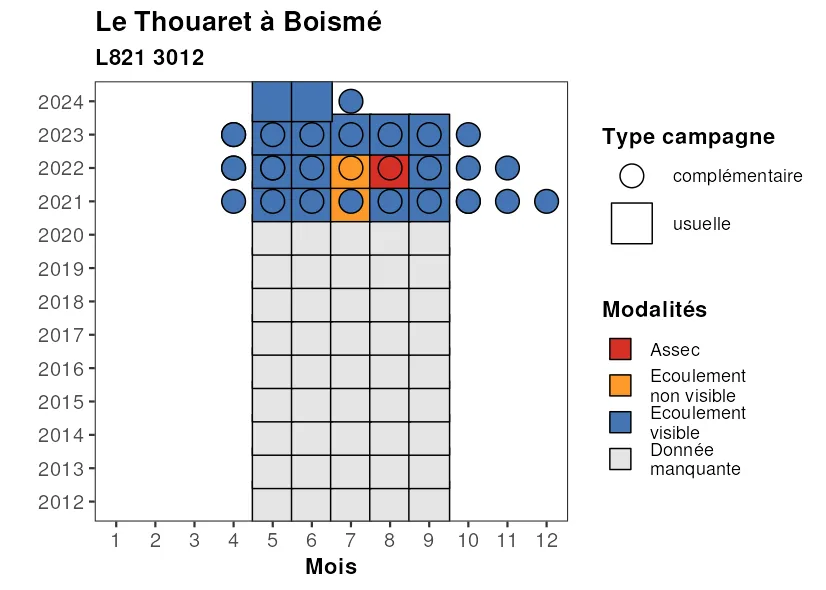 Le Thouaret à Boismé
L821 3012
2024
2023
2022
2021
2020
2019
2018
2017
2016
2015
2014
2013
2012
1 2 3 4 5 6 7 8 9 10 11 12
Mois
Type campagne
complémentaire
usuelle
Modalités
Assec
Ecoulement
non visible
Ecoulement
visible
Donnée
manquante